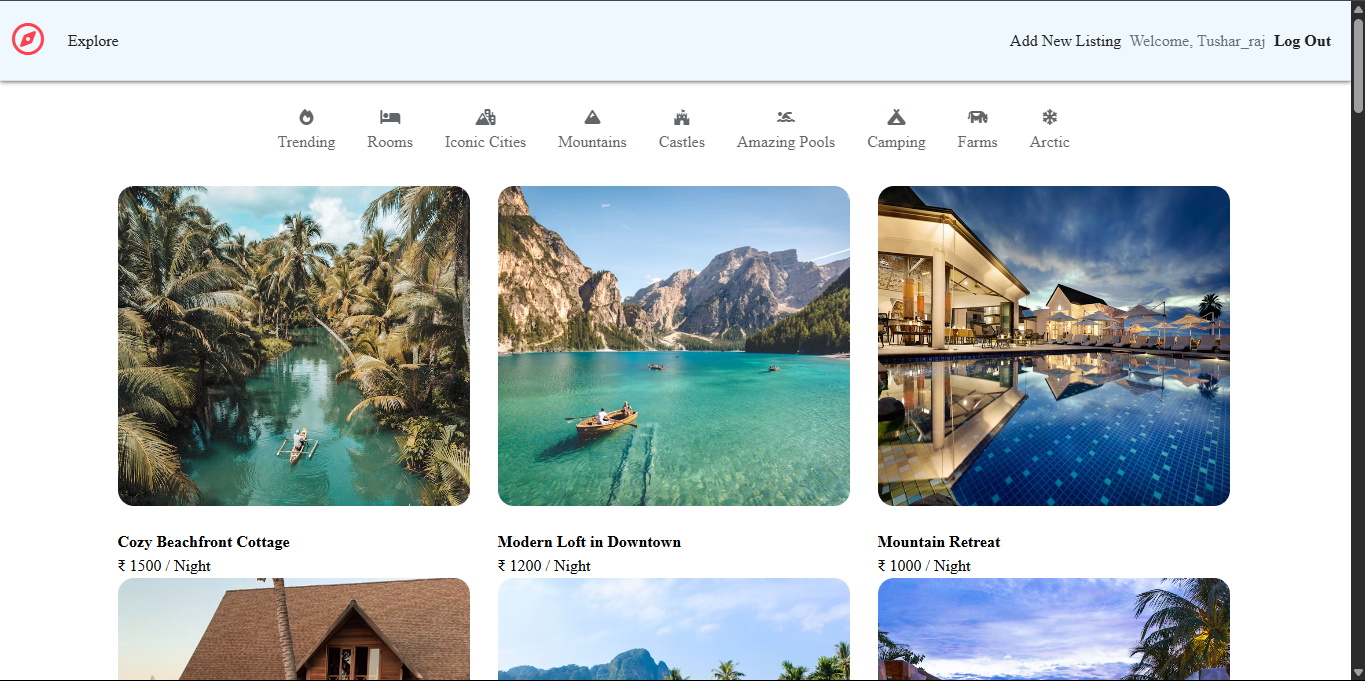 Explore
Add New Listing Welcome, Tushar_raj Log Out
Trending Rooms Iconic Cities Mountains Castles Amazing Pools Camping Farms Arctic
Cozy Beachfront Cottage
₹ 1500 / Night
Modern Loft in Downtown
₹ 1200 / Night
Mountain Retreat
₹ 1000 / Night